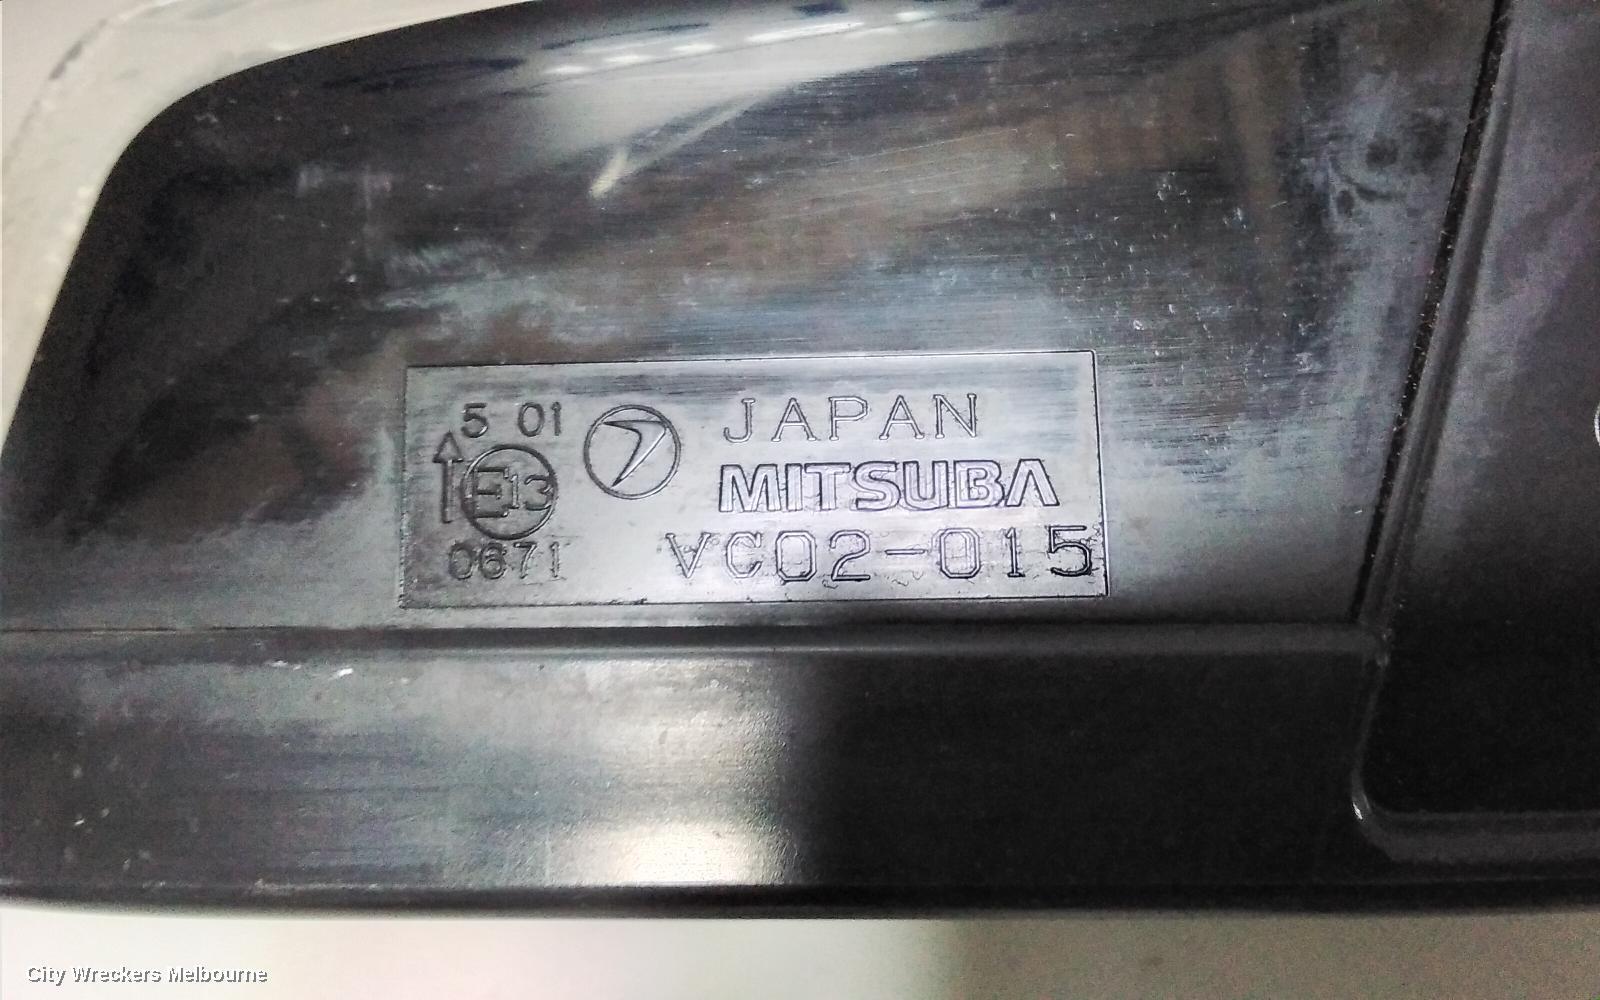 5 01
E13
0671
JAPAN
MITSUBA
VC02-015
City Wreckers Melbourne